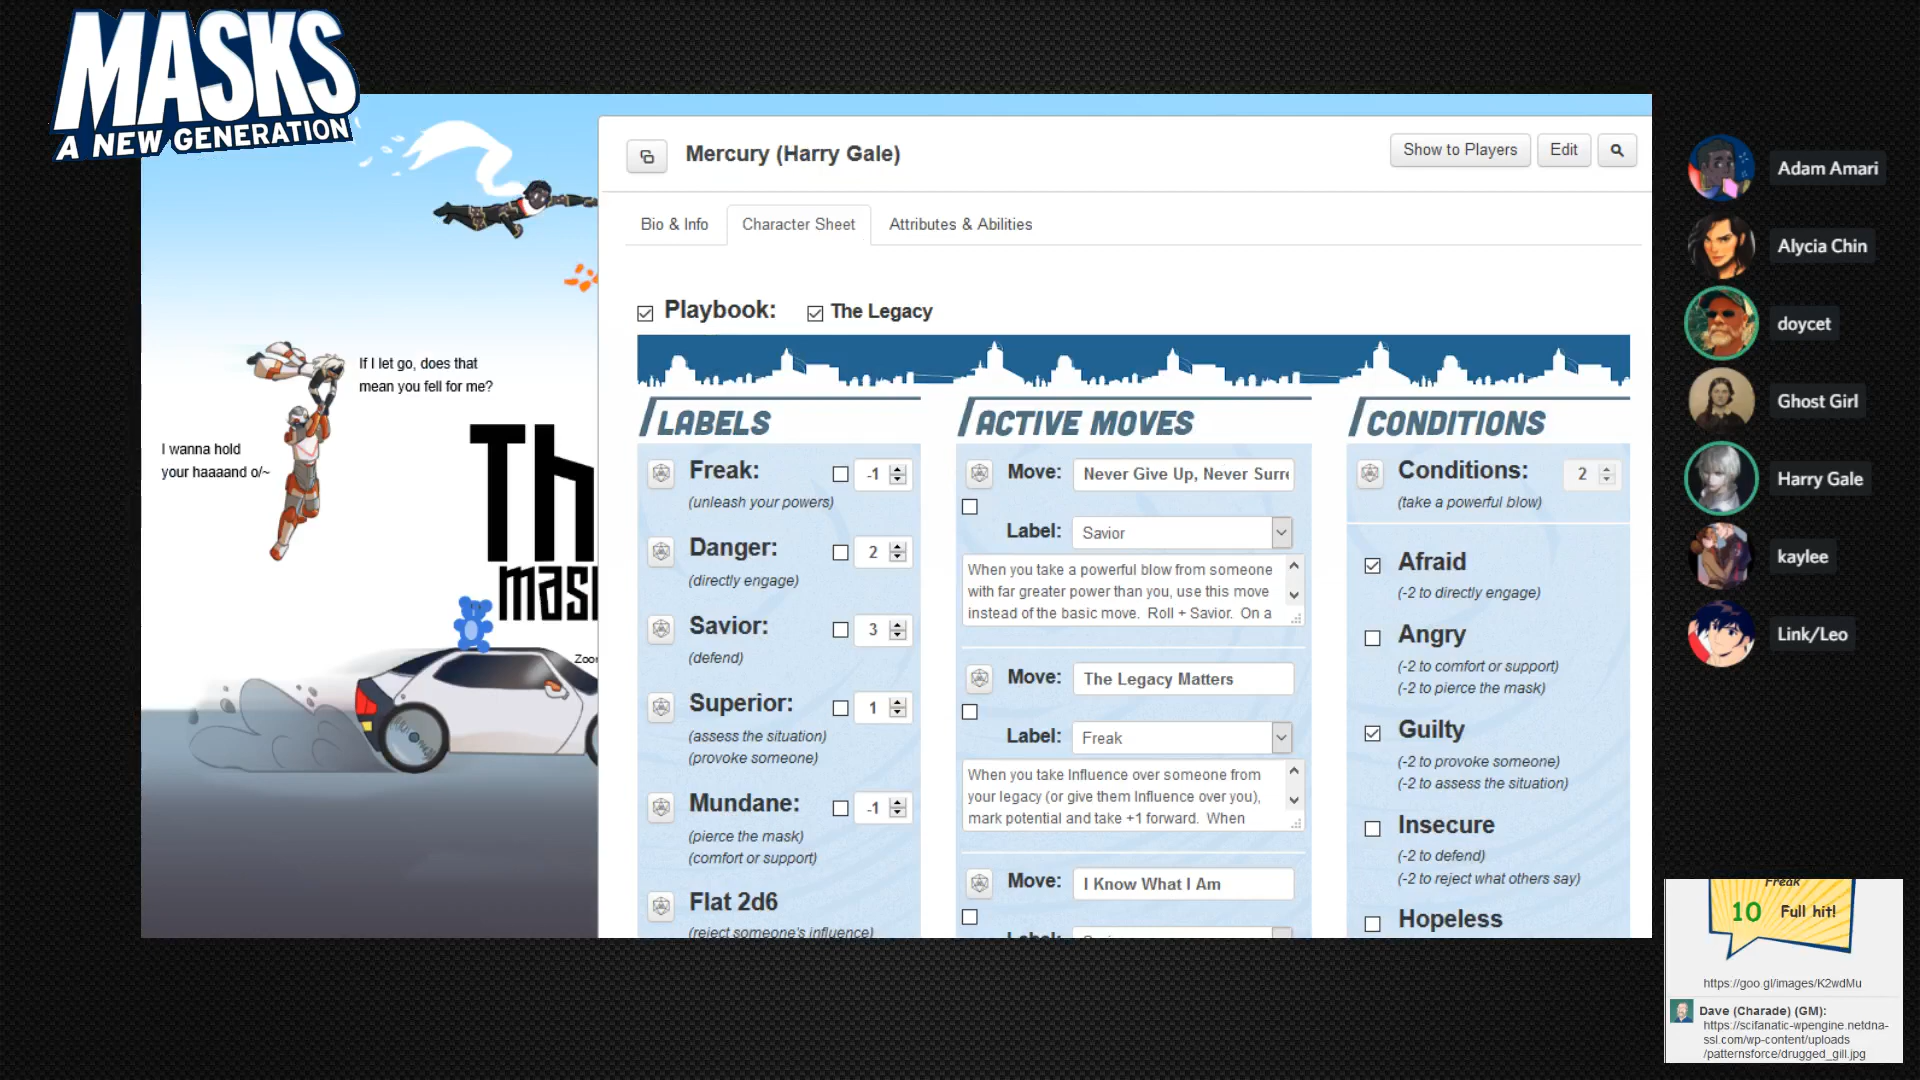 MASKS
A NEW GENERATION
Mercury (Harry Gale)
Show to Players
Edit
Bio & Info
Character Sheet
Attributes & Abilities
Playbook:
The Legacy
If I let go, does that
mean you fell for me?
I wanna hold
your haaaand o/~
Th
mas
Zoo
LABELS
Freak:
-1
(unleash your powers)
Danger:
2
(directly engage)
Savior:
3
(defend)
Superior:
1
(assess the situation)
(provoke someone)
Mundane:
-1
(pierce the mask)
(comfort or support)
Flat 2d6
(reject someone's influence)
ACTIVE MOVES
Move:
Never Give Up, Never Surre
Label:
Savior
When you take a powerful blow from someone
with far greater power than you, use this move
instead of the basic move. Roll + Savior. On a
Move:
The Legacy Matters
Label:
Freak
When you take Influence over someone from
your legacy (or give them Influence over you),
mark potential and take +1 forward. When
Move:
I Know What I Am
Label:
CONDITIONS
Conditions:
2
(take a powerful blow)
Afraid
(-2 to directly engage)
Angry
(-2 to comfort or support)
(-2 to pierce the mask)
Guilty
(-2 to provoke someone)
(-2 to assess the situation)
Insecure
(-2 to defend)
(-2 to reject what others say)
Hopeless
Adam Amari
Alycia Chin
doycet
Ghost Girl
Harry Gale
kaylee
Link/Leo
Freak
10 Full hit!
https://goo.gl/images/K2wdMu
Dave (Charade) (GM):
https://scifanatic-wpengine.netdna-
ssl.com/wp-content/uploads
/patternsforce/drugged_gill.jpg